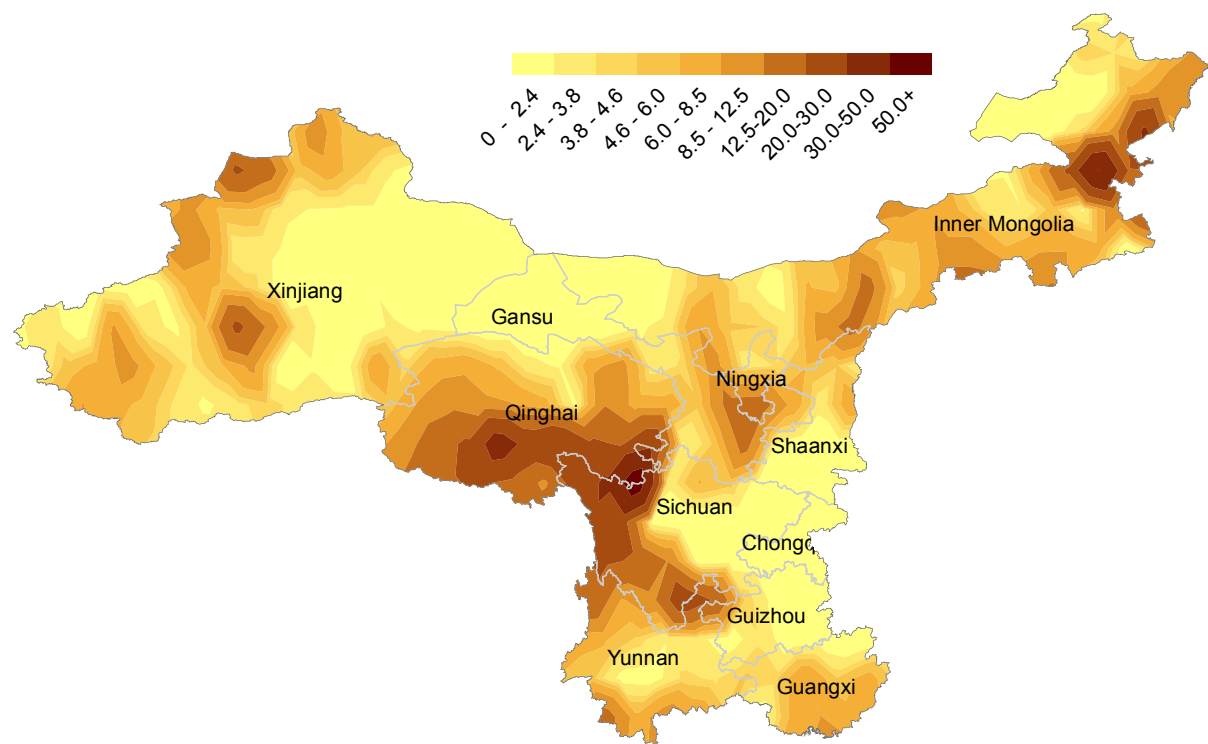 0 - 2.4
2.4 - 3.8
3.8 - 4.6
4.6 - 6.0
6.0 - 8.5
8.5 - 12.5
12.5-20.0
20.0-30.0
30.0-50.0
50.0+
Inner Mongolia
Xinjiang
Gansu
Ningxia
Qinghai
Shaanxi
Sichuan
Chongq
Guizhou
Yunnan
Guangxi